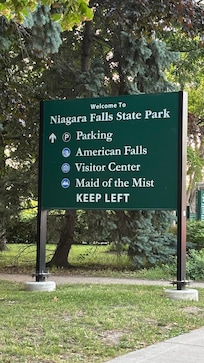 Welcome To
Niagara Falls State Park
P Parking
American Falls
Visitor Center
Maid of the Mist
KEEP LEFT